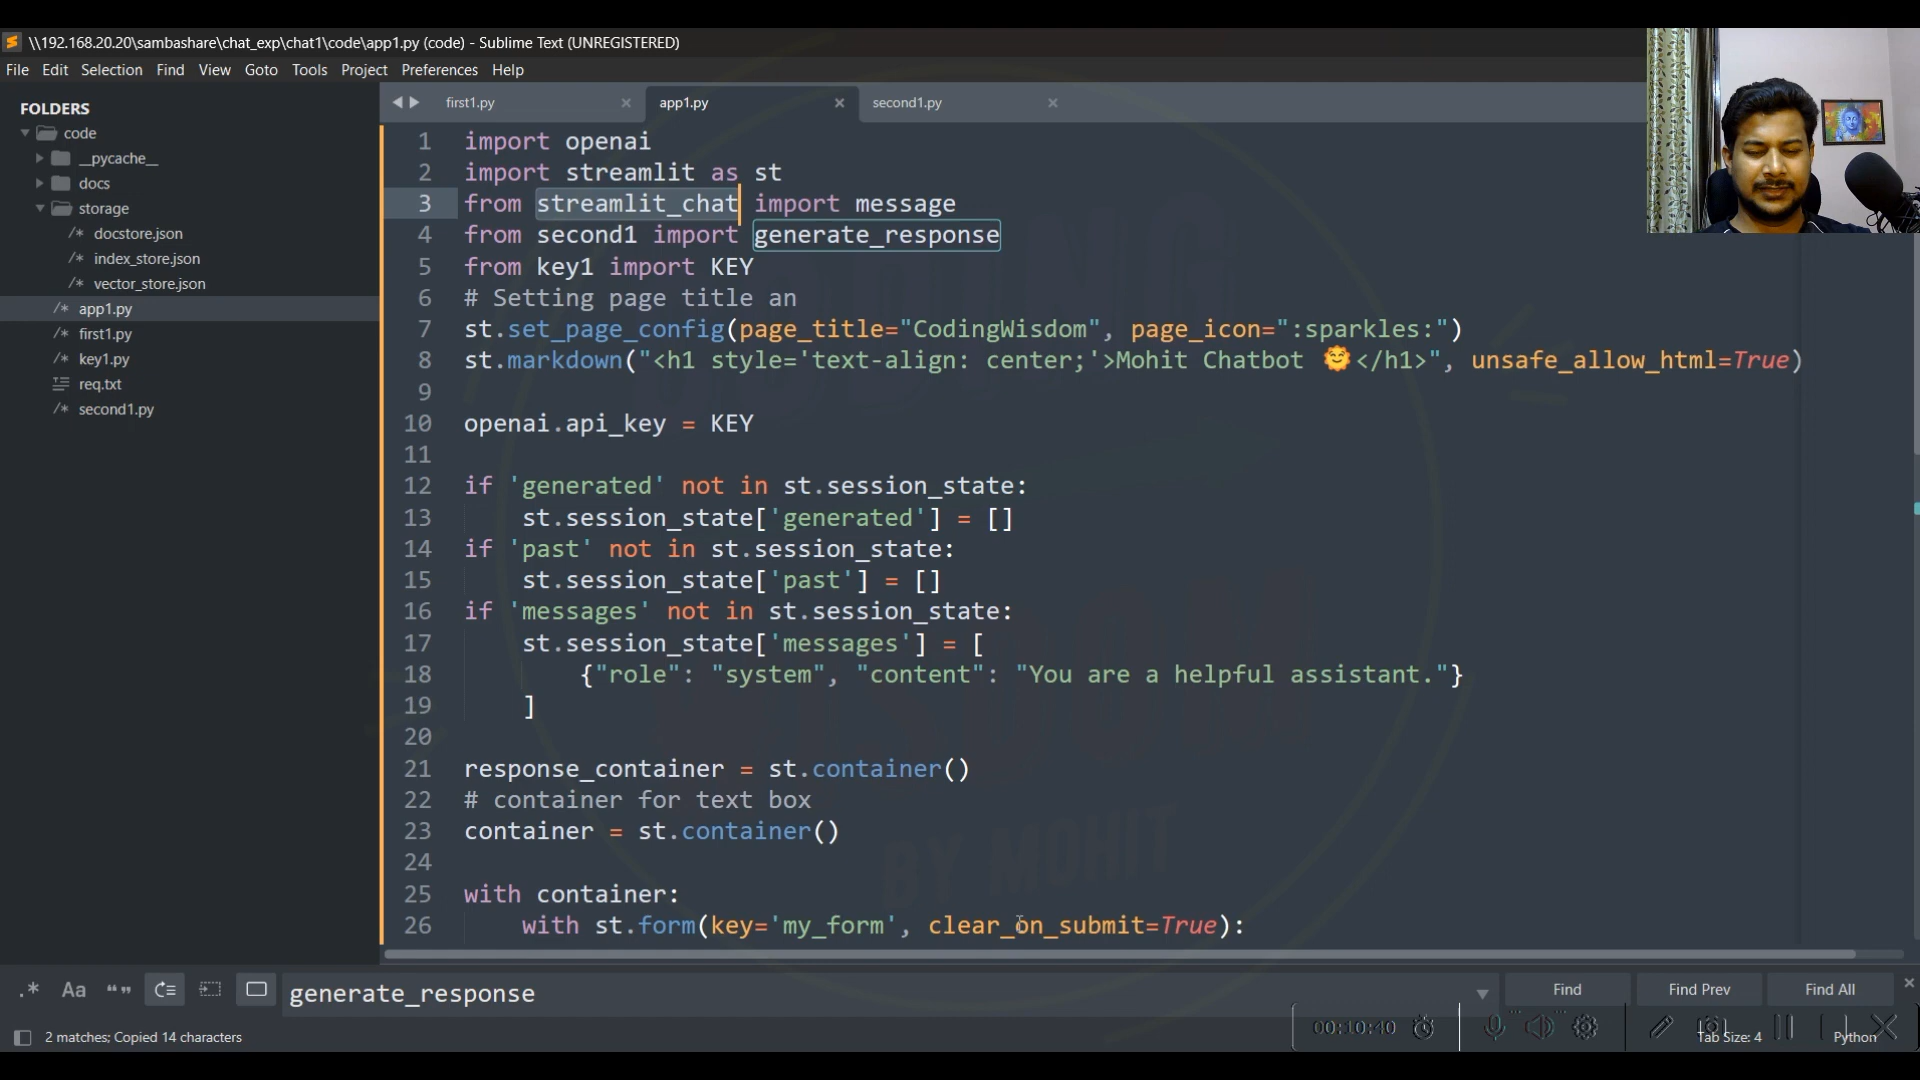 \\192.168.20.20\sambashare\chat_exp\chat1\code\app1.py (code) - Sublime Text (UNREGISTERED)
File Edit Selection Find View Goto Tools Project Preferences Help
FOLDERS
code
__pycache__
docs
storage
/* docstore.json
/* index_store.json
/* vector_store.json
/* app1.py
/* first1.py
/* key1.py
req.txt
/* second1.py
first1.py app1.py second1.py
1 import openai
2 import streamlit as st
3 from streamlit_chat import message
4 from second1 import generate_response
5 from key1 import KEY
6 # Setting page title an
7 st.set_page_config(page_title="CodingWisdom", page_icon=":sparkles:")
8 st.markdown("<h1 style='text-align: center;'>Mohit Chatbot 🌞</h1>", unsafe_allow_html=True)
9
10 openai.api_key = KEY
11
12 if 'generated' not in st.session_state:
13 st.session_state['generated'] = []
14 if 'past' not in st.session_state:
15 st.session_state['past'] = []
16 if 'messages' not in st.session_state:
17 st.session_state['messages'] = [
18 {"role": "system", "content": "You are a helpful assistant."}
19 ]
20
21 response_container = st.container()
22 # container for text box
23 container = st.container()
24
25 with container:
26 with st.form(key='my_form', clear_on_submit=True):
BY MOHIT
.* Aa “” generate_response Find Find Prev Find All
2 matches; Copied 14 characters
00:10:40
Tab Size: 4 Python